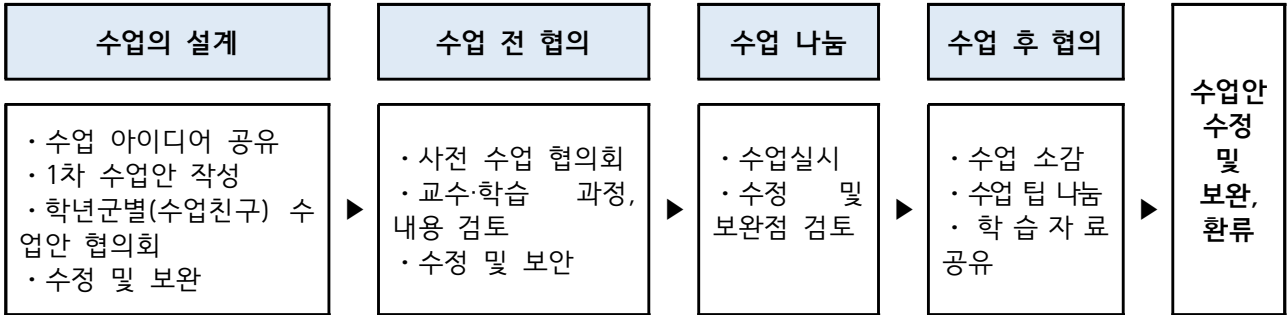 수업의 설계
수업 전 협의
수업 나눔
수업 후 협의
・수업 아이디어 공유
・1차 수업안 작성
・학년군별(수업친구) 수
업안 협의회
・수정 및 보완
▶
・사전 수업 협의회
・교수·학습 과정,
내용 검토
・수정 및 보안
▶
・수업실시
・수정 및
보완점 검토
▶
・수업 소감
・수업 팁 나눔
・학습자료
공유
▶
수업안
수정
및
보완,
환류